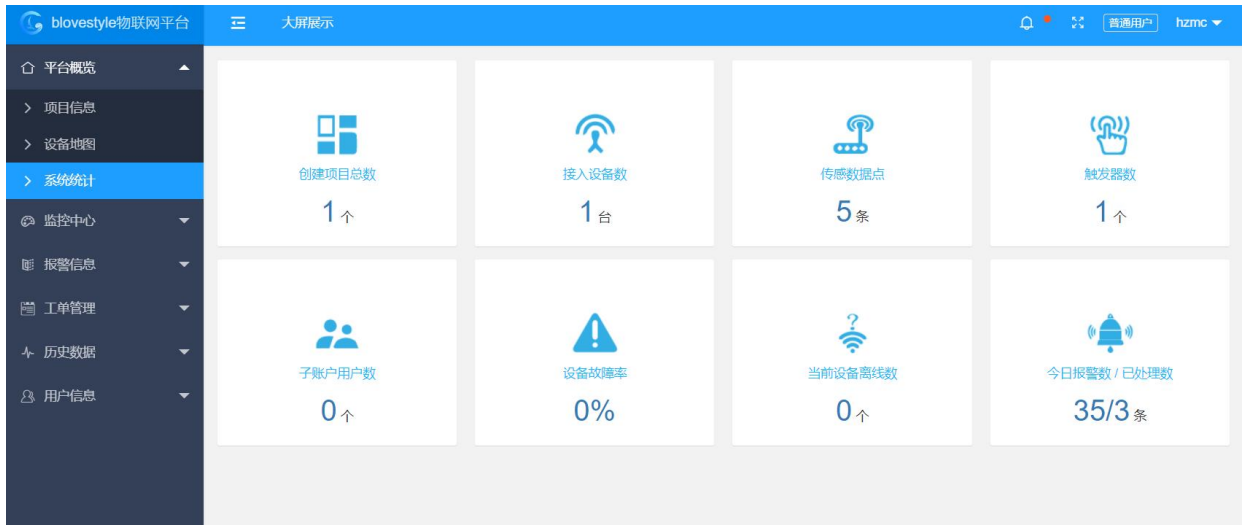 blovestyle物联网平台
大屏展示
普通用户
hzmc
平台概览
项目信息
设备地图
系统统计
监控中心
报警信息
工单管理
历史数据
用户信息
创建项目总数
1 个
接入设备数
1 台
传感数据点
5 条
触发器数
1 个
子账户用户数
0 个
设备故障率
0%
当前设备离线数
0 个
今日报警数 / 已处理数
35/3 条